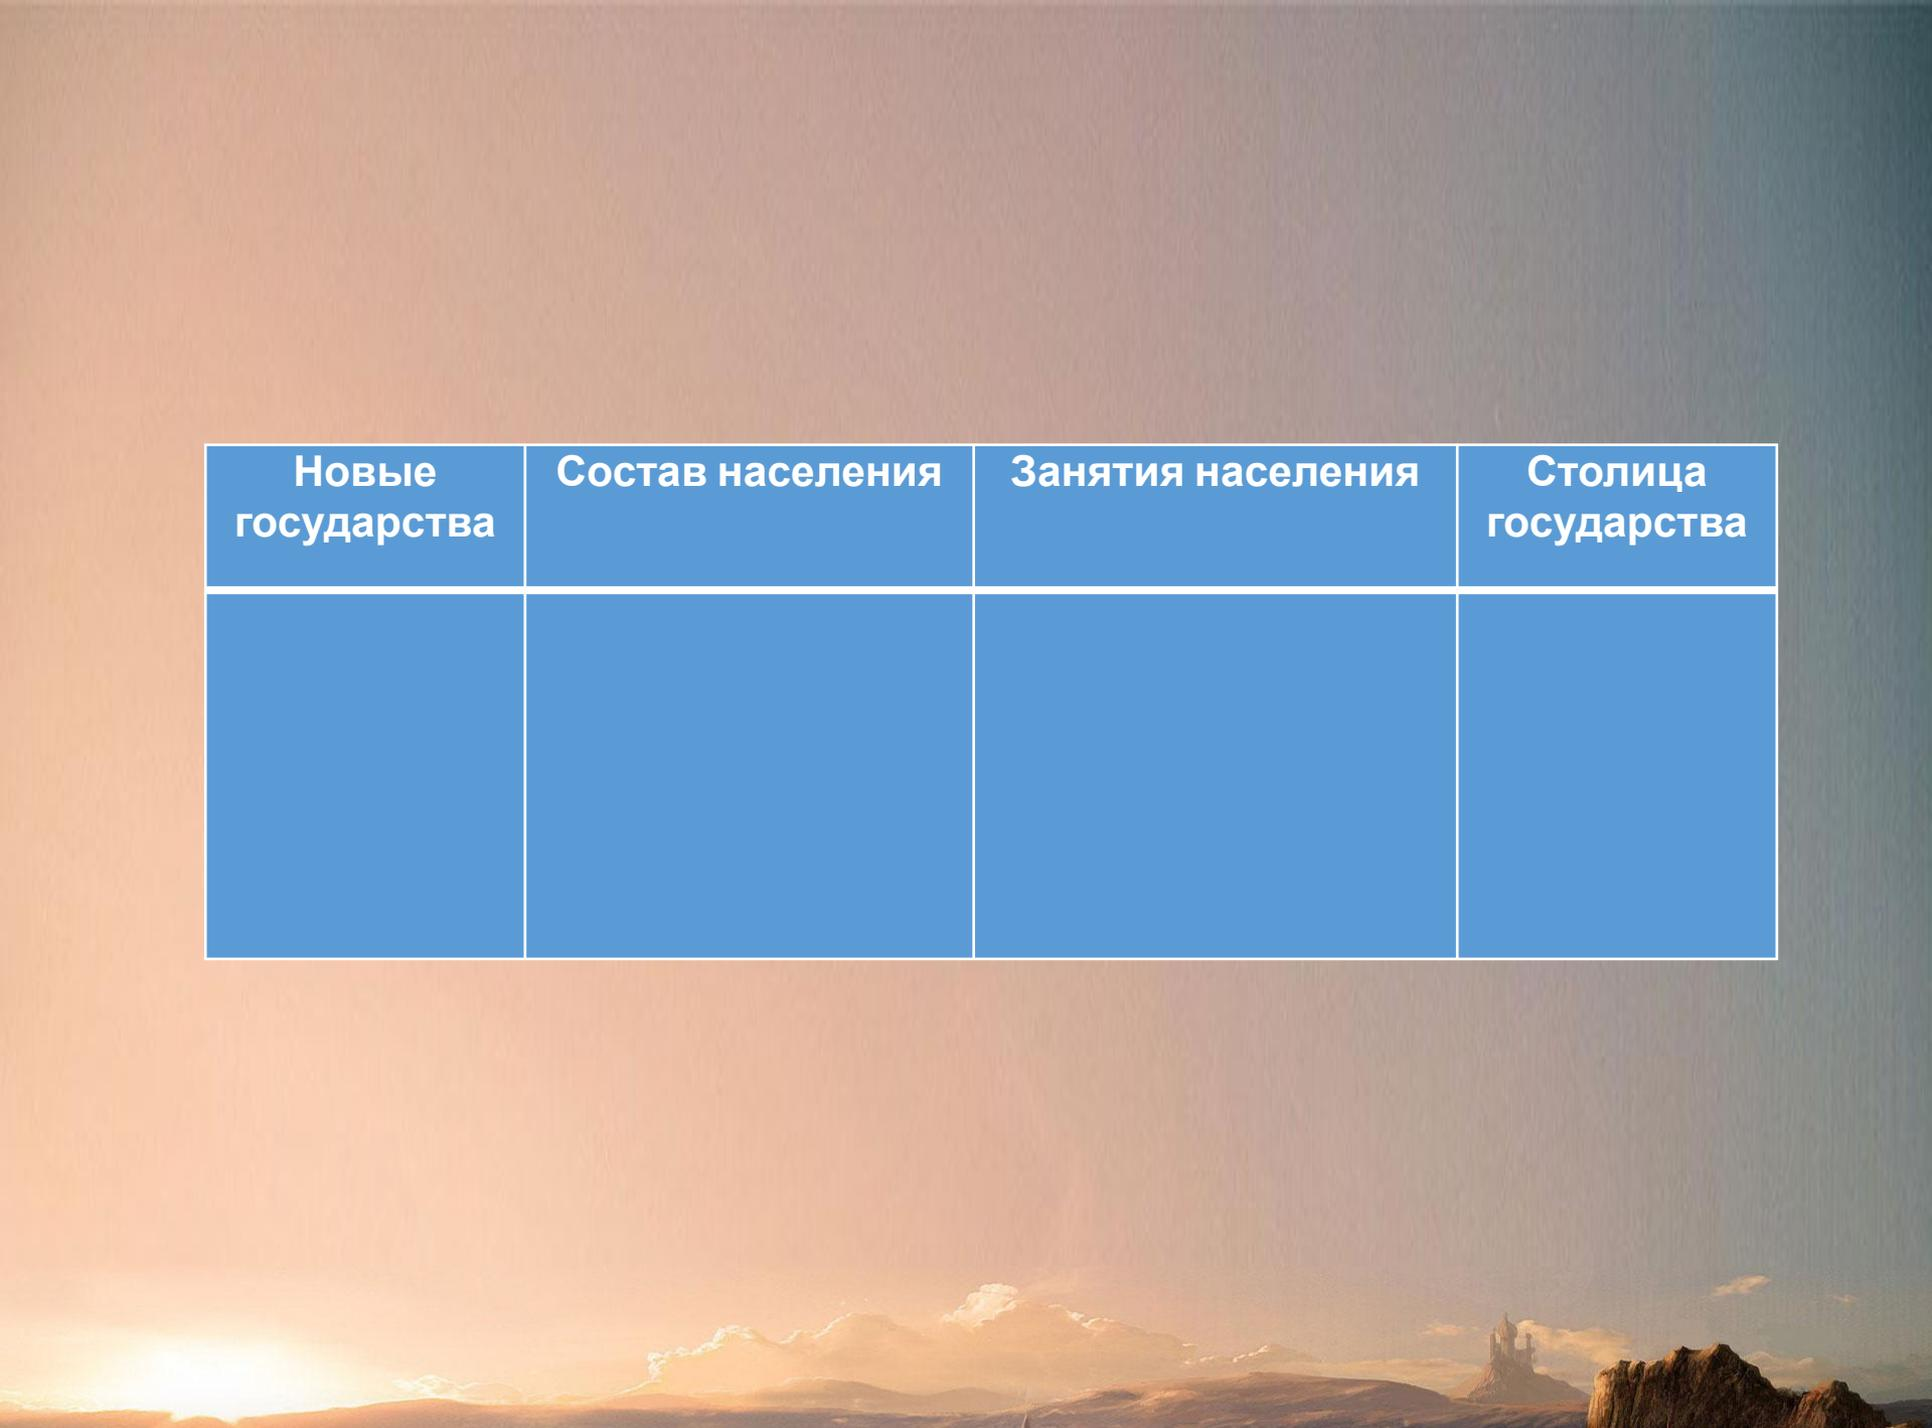 Новые
государства
Состав населения
Занятия населения
Столица
государства